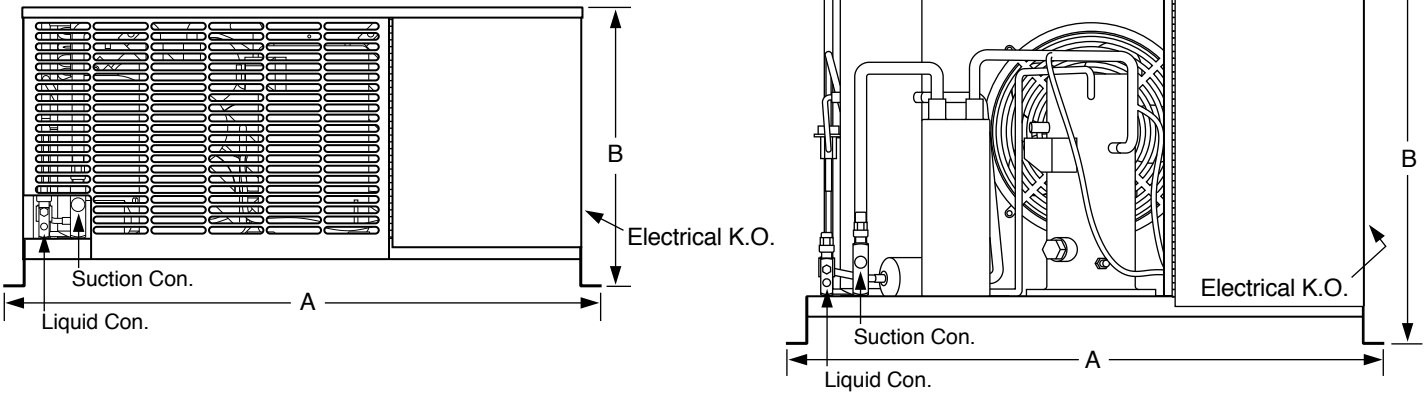 B
Electrical K.O.
Suction Con.
A
Liquid Con.
B
Electrical K.O.
Suction Con.
A
Liquid Con.